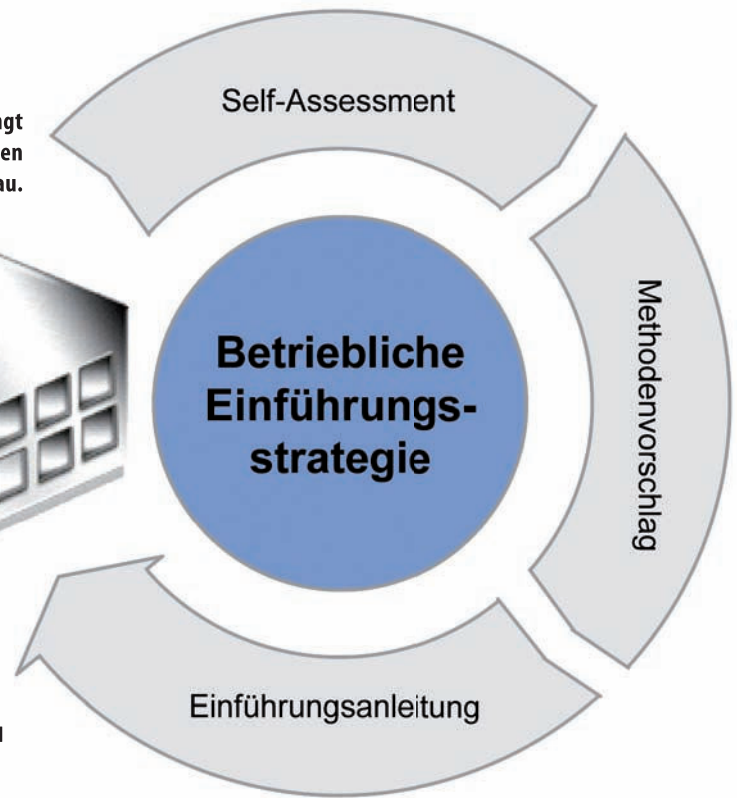 Self-Assessment
Betriebliche
Einführungs-
strategie
Methodenvorschlag
Einführungsanleitung